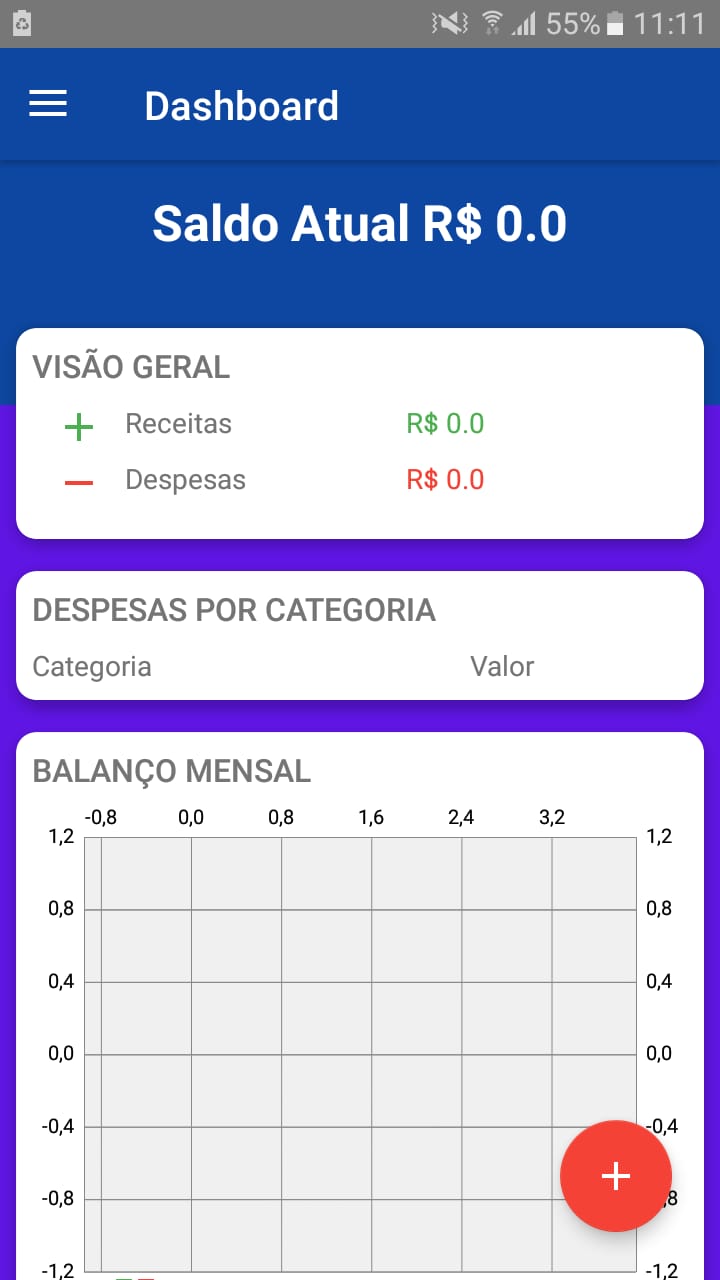 55% 11:11
Dashboard
Saldo Atual R$ 0.0
VISÃO GERAL
Receitas R$ 0.0
Despesas R$ 0.0
DESPESAS POR CATEGORIA
Categoria Valor
BALANÇO MENSAL
-0,8 0,0 0,8 1,6 2,4 3,2
1,2 1,2
0,8 0,8
0,4 0,4
0,0 0,0
-0,4 -0,4
-0,8 8
-1,2 -1,2